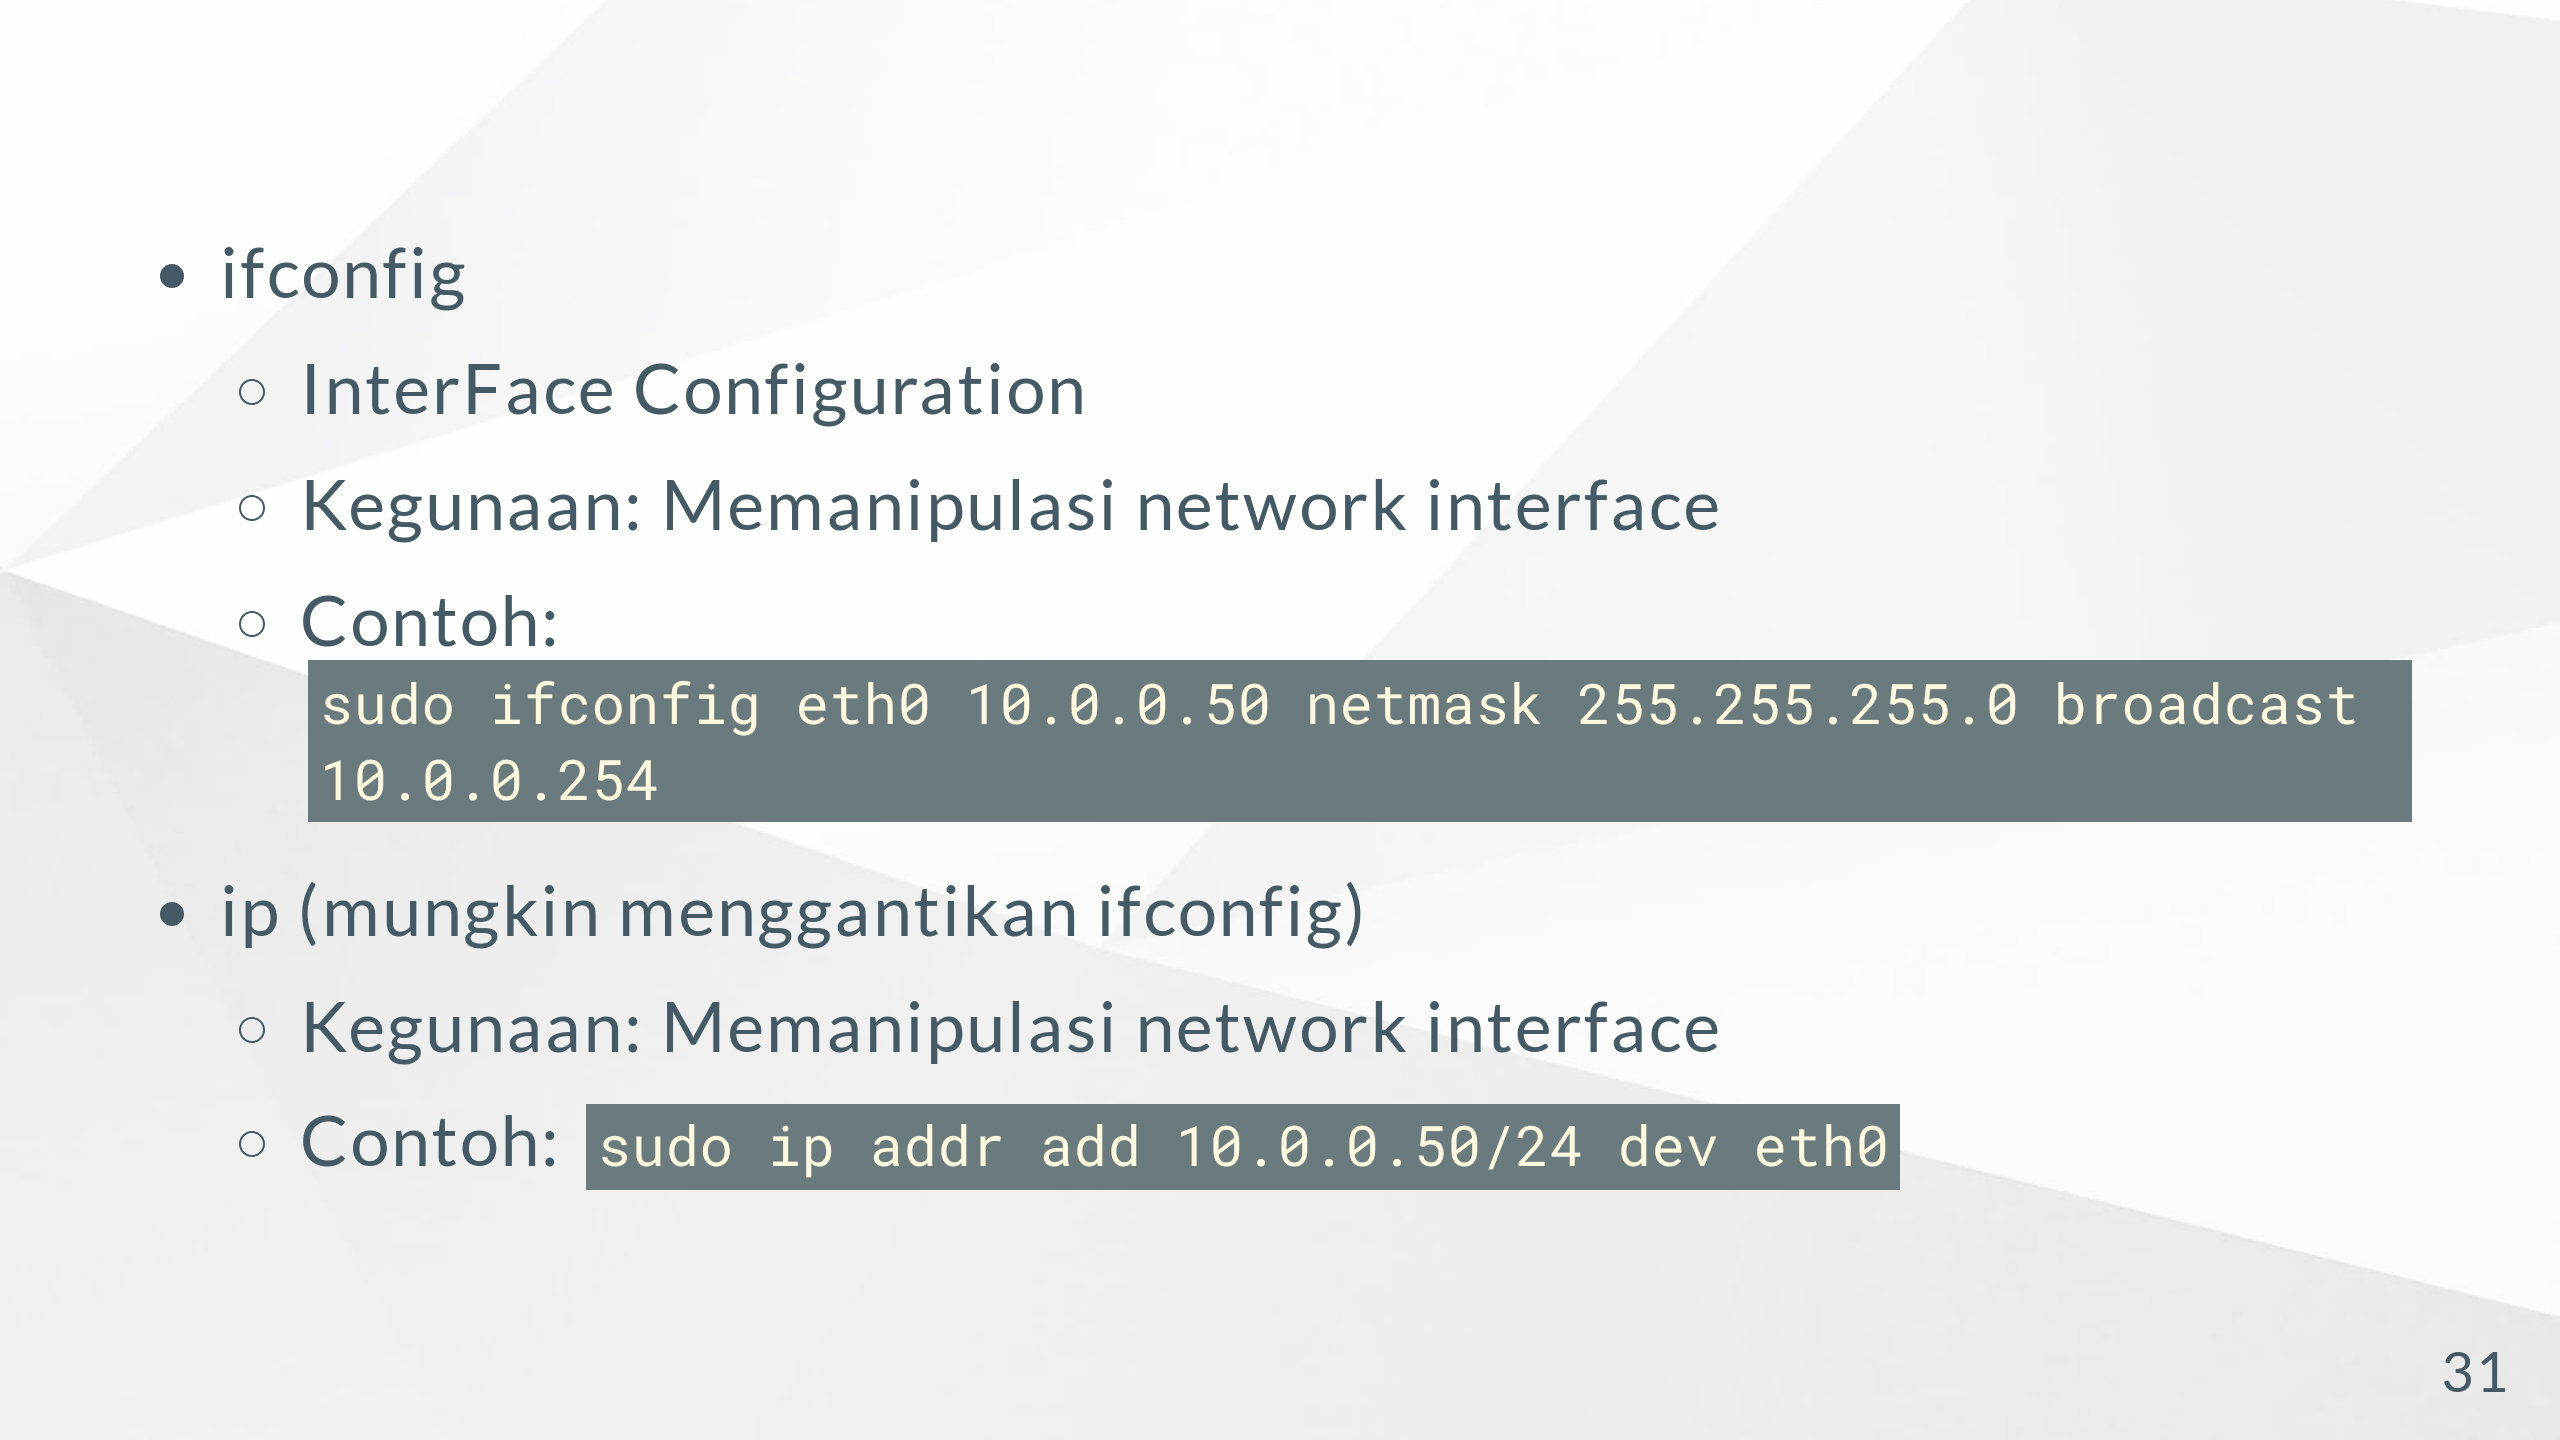 • ifconfig
○ InterFace Configuration
○ Kegunaan: Memanipulasi network interface
○ Contoh:
sudo ifconfig eth0 10.0.0.50 netmask 255.255.255.0 broadcast
10.0.0.254
• ip (mungkin menggantikan ifconfig)
○ Kegunaan: Memanipulasi network interface
○ Contoh: sudo ip addr add 10.0.0.50/24 dev eth0
31